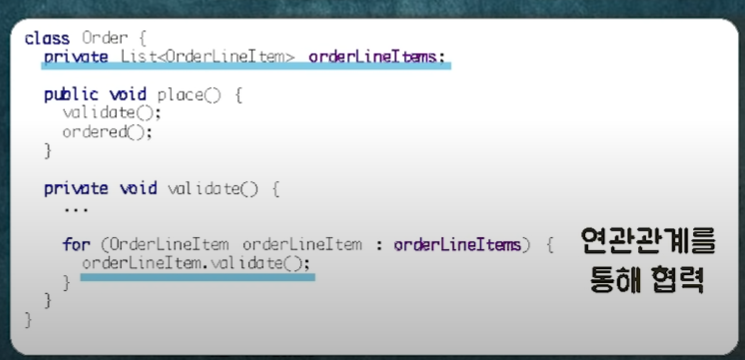 class Order {
private List<OrderLineItem> orderLineItems;
public void place() {
validate();
ordered();
}
private void validate() {
...
for (OrderLineItem orderLineItem : orderLineItems) {
orderLineItem.validate();
}
}
}
연관관계를
통해 협력